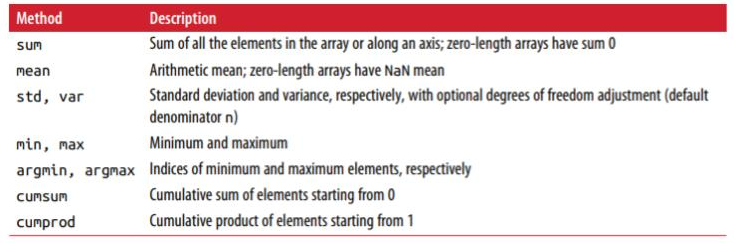 Method Description
sum Sum of all the elements in the array or along an axis; zero-length arrays have sum 0
mean Arithmetic mean; zero-length arrays have NaN mean
std, var Standard deviation and variance, respectively, with optional degrees of freedom adjustment (default
denominator n)
min, max Minimum and maximum
argmin, argmax Indices of minimum and maximum elements, respectively
cumsum Cumulative sum of elements starting from 0
cumprod Cumulative product of elements starting from 1